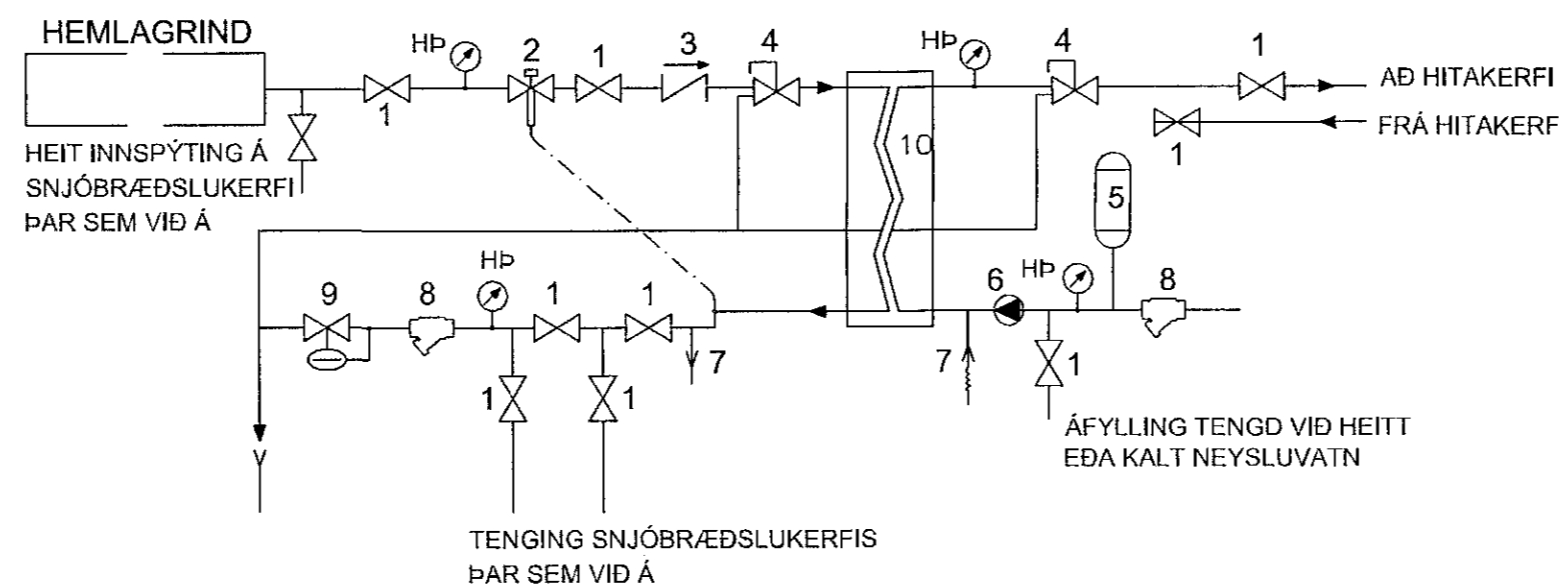 HEMLAGRIND
HÞ
2
1
3
4
HÞ
4
1
1
AÐ HITAKERFI
FRÁ HITAKERF
1
HEIT INNSPÝTING Á
SNJÓBRÆÐSLUKERFI
ÞAR SEM VIÐ Á
10
5
9
8
HÞ
1
1
7
6
HÞ
8
7
1
1
1
V
ÁFYLLING TENGD VIÐ HEITT
EÐA KALT NEYSLUVATN
TENGING SNJÓBRÆÐSLUKERFIS
ÞAR SEM VIÐ Á